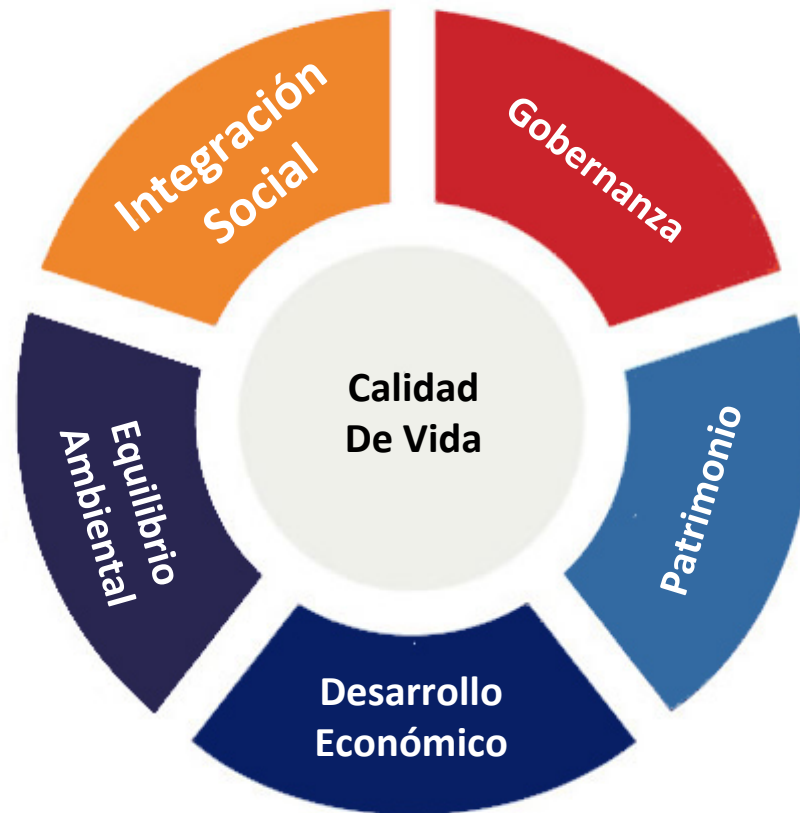 Integración
Social
Gobernanza
Calidad
De Vida
Equilibrio
Ambiental
Patrimonio
Desarrollo
Económico